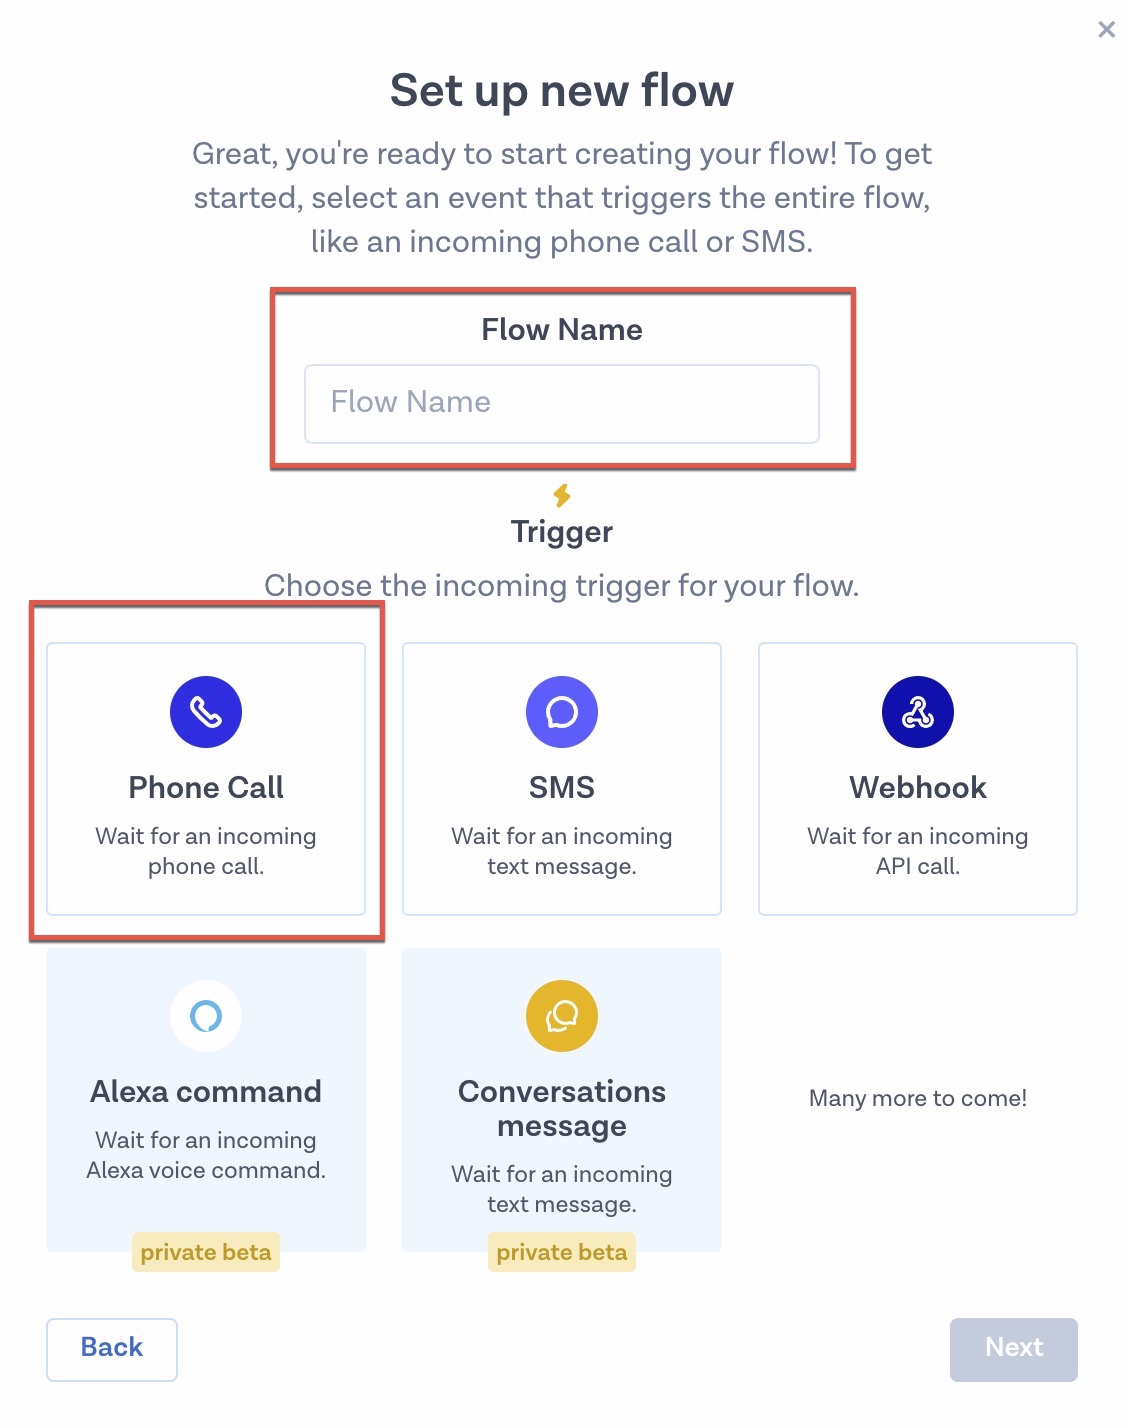 Set up new flow
Great, you're ready to start creating your flow! To get
started, select an event that triggers the entire flow,
like an incoming phone call or SMS.
Flow Name
Flow Name
Trigger
Choose the incoming trigger for your flow.
Phone Call
Wait for an incoming
phone call.
SMS
Wait for an incoming
text message.
Webhook
Wait for an incoming
API call.
Alexa command
Wait for an incoming
Alexa voice command.
private beta
Conversations
message
Wait for an incoming
text message.
private beta
Many more to come!
Back
Next